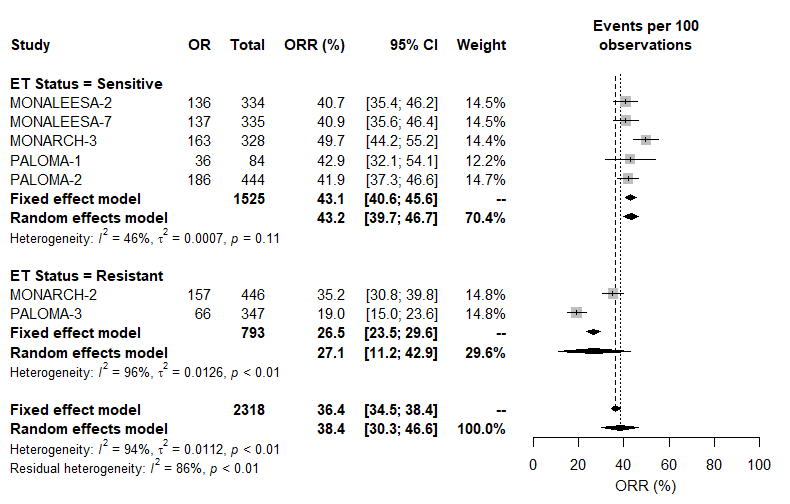 Events per 100
Study OR Total ORR (%) 95% CI Weight observations
ET Status = Sensitive
MONALEESA-2 136 334 40.7 [35.4; 46.2] 14.5%
MONALEESA-7 137 335 40.9 [35.6; 46.4] 14.5%
MONARCH-3 163 328 49.7 [44.2; 55.2] 14.4%
PALOMA-1 36 84 42.9 [32.1; 54.1] 12.2%
PALOMA-2 186 444 41.9 [37.3; 46.6] 14.7%
Fixed effect model 1525 43.1 [40.6; 45.6] --
Random effects model 43.2 [39.7; 46.7] 70.4%
Heterogeneity: I² = 46%, τ² = 0.0007, p = 0.11
ET Status = Resistant
MONARCH-2 157 446 35.2 [30.8; 39.8] 14.8%
PALOMA-3 66 347 19.0 [15.0; 23.6] 14.8%
Fixed effect model 793 26.5 [23.5; 29.6] --
Random effects model 27.1 [11.2; 42.9] 29.6%
Heterogeneity: I² = 96%, τ² = 0.0126, p < 0.01
Fixed effect model 2318 36.4 [34.5; 38.4] --
Random effects model 38.4 [30.3; 46.6] 100.0%
Heterogeneity: I² = 94%, τ² = 0.0112, p < 0.01
Residual heterogeneity: I² = 86%, p < 0.01
0 20 40 60 80 100
ORR (%)